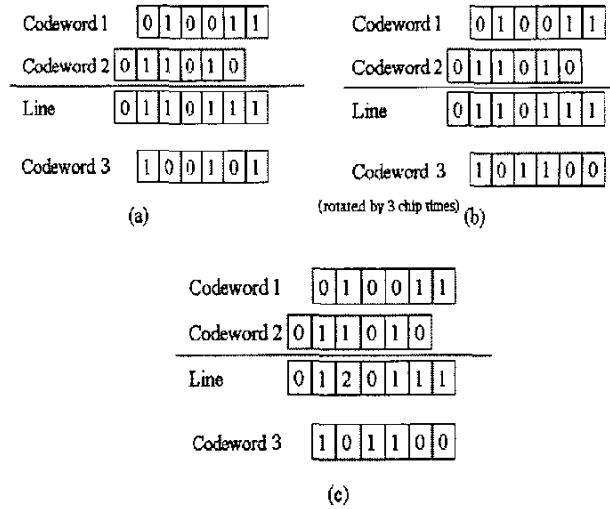 Codeword 1 0 1 0 0 1 1
Codeword 2 0 1 1 0 1 0
Line 0 1 1 0 1 1 1
Codeword 3 1 0 0 1 0 1
(a)
Codeword 1 0 1 0 0 1 1
Codeword 2 0 1 1 0 1 0
Line 0 1 1 0 1 1 1
Codeword 3 1 0 1 1 0 0
(rotated by 3 chip times) (b)
Codeword 1 0 1 0 0 1 1
Codeword 2 0 1 1 0 1 0
Line 0 1 2 0 1 1 1
Codeword 3 1 0 1 1 0 0
(c)